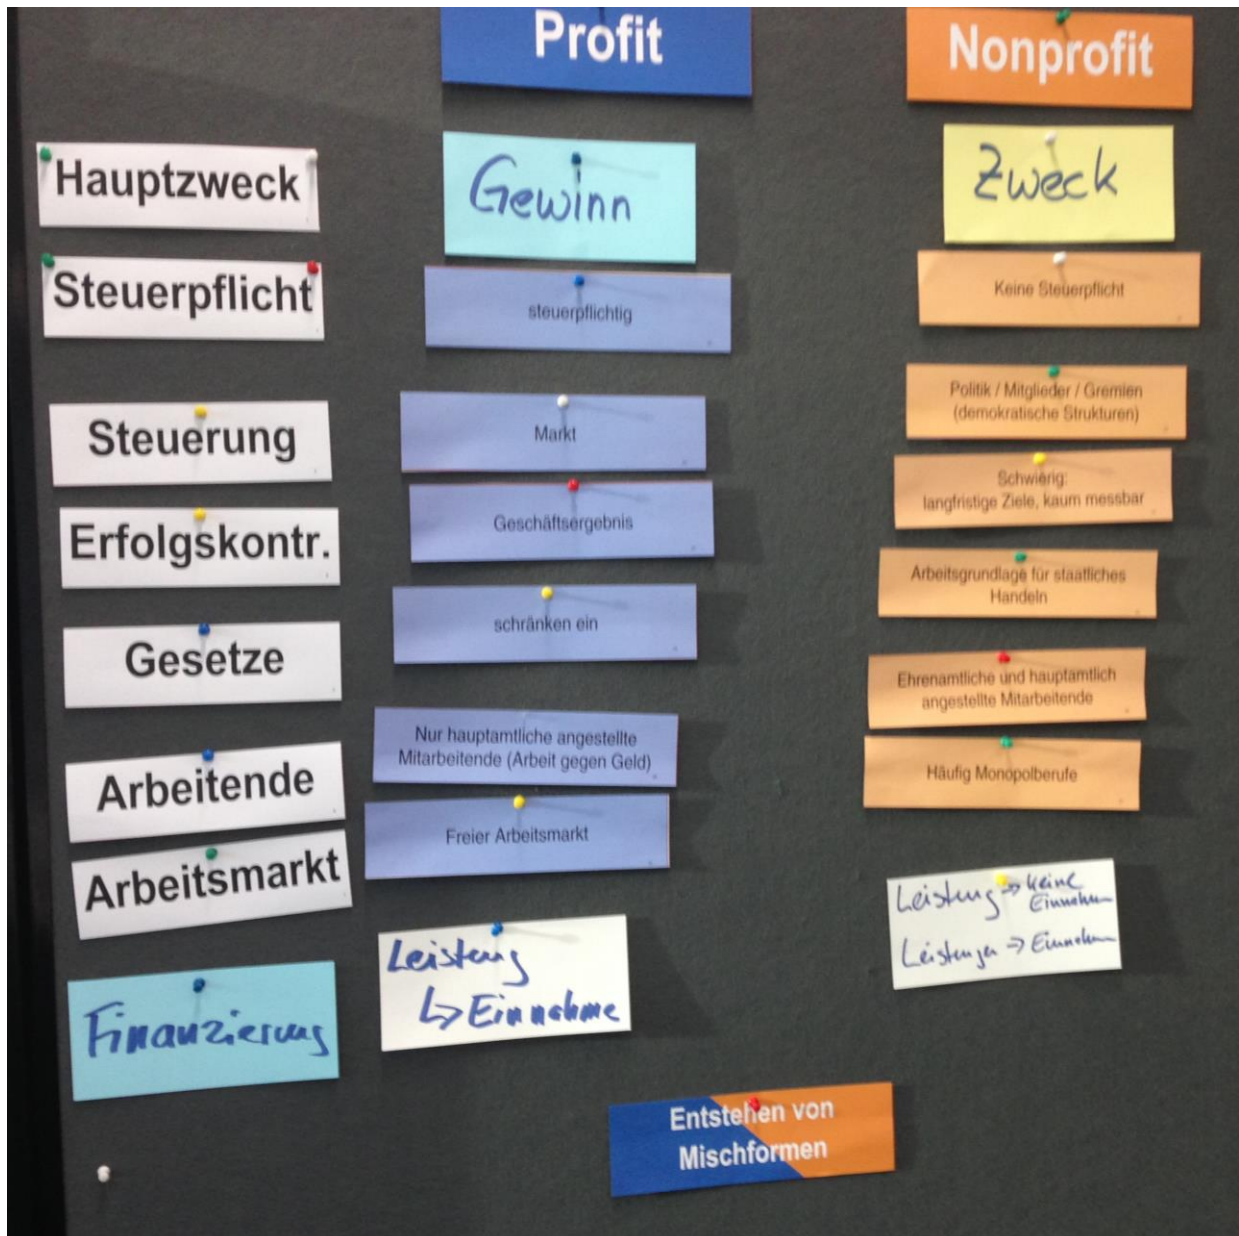 Profit
Nonprofit
Hauptzweck
Gewinn
Zweck
Steuerpflicht
steuerpflichtig
Keine Steuerpflicht
Steuerung
Markt
Politik / Mitglieder / Gremien
(demokratische Strukturen)
Erfolgskontr.
Geschäftsergebnis
Schwierig:
langfristige Ziele, kaum messbar
Gesetze
schränken ein
Arbeitsgrundlage für staatliches
Handeln
Arbeitende
Nur hauptamtliche angestellte
Mitarbeitende (Arbeit gegen Geld)
Ehrenamtliche und hauptamtlich
angestellte Mitarbeitende
Arbeitsmarkt
Freier Arbeitsmarkt
Häufig Monopolberufe
Finanzierung
Leistung
↳ Einnahme
Leistung → keine
Einnahmen
Leistungen → Einnahmen
Entstehen von
Mischformen